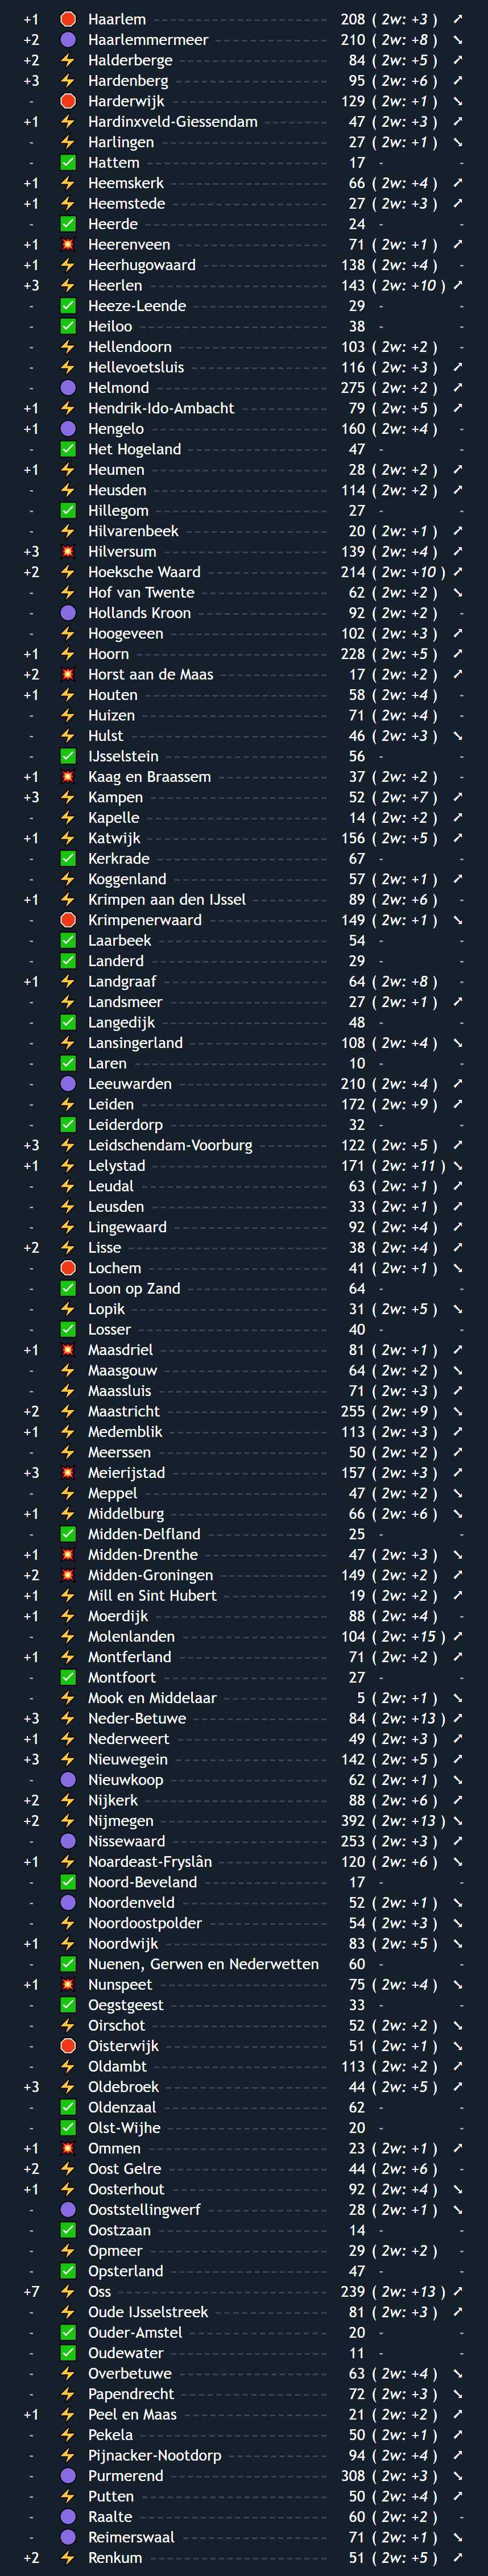 +1 Haarlem 208 ( 2w: +3 ) ➚
+2 Haarlemmermeer 210 ( 2w: +8 ) ➘
+2 Halderberge 84 ( 2w: +5 ) ➚
+3 Hardenberg 95 ( 2w: +6 ) ➚
- Harderwijk 129 ( 2w: +1 ) ➘
+1 Hardinxveld-Giessendam 47 ( 2w: +3 ) ➚
- Harlingen 27 ( 2w: +1 ) ➘
- Hattem 17 - -
+1 Heemskerk 66 ( 2w: +4 ) ➚
+1 Heemstede 27 ( 2w: +3 ) ➚
- Heerde 24 - -
+1 Heerenveen 71 ( 2w: +1 ) ➚
+1 Heerhugowaard 138 ( 2w: +4 ) -
+3 Heerlen 143 ( 2w: +10 ) ➚
- Heeze-Leende 29 - -
- Heiloo 38 - -
- Hellendoorn 103 ( 2w: +2 ) -
- Hellevoetsluis 116 ( 2w: +3 ) ➚
- Helmond 275 ( 2w: +2 ) ➚
+1 Hendrik-Ido-Ambacht 79 ( 2w: +5 ) ➚
+1 Hengelo 160 ( 2w: +4 ) -
- Het Hogeland 47 - -
+1 Heumen 28 ( 2w: +2 ) ➚
- Heusden 114 ( 2w: +2 ) ➚
- Hillegom 27 - -
- Hilvarenbeek 20 ( 2w: +1 ) ➚
+3 Hilversum 139 ( 2w: +4 ) ➚
+2 Hoeksche Waard 214 ( 2w: +10 ) ➚
- Hof van Twente 62 ( 2w: +2 ) ➘
- Hollands Kroon 92 ( 2w: +2 ) -
- Hoogeveen 102 ( 2w: +3 ) ➚
+1 Hoorn 228 ( 2w: +5 ) ➚
+2 Horst aan de Maas 17 ( 2w: +2 ) ➚
+1 Houten 58 ( 2w: +4 ) -
- Huizen 71 ( 2w: +4 ) -
- Hulst 46 ( 2w: +3 ) ➘
- IJsselstein 56 - -
+1 Kaag en Braassem 37 ( 2w: +2 ) -
+3 Kampen 52 ( 2w: +7 ) ➚
- Kapelle 14 ( 2w: +2 ) ➚
+1 Katwijk 156 ( 2w: +5 ) ➚
- Kerkrade 67 - -
- Koggenland 57 ( 2w: +1 ) ➚
+1 Krimpen aan den IJssel 89 ( 2w: +6 ) -
- Krimpenerwaard 149 ( 2w: +1 ) ➘
- Laarbeek 54 - -
- Landerd 29 - -
+1 Landgraaf 64 ( 2w: +8 ) -
- Landsmeer 27 ( 2w: +1 ) ➚
- Langedijk 48 - -
- Lansingerland 108 ( 2w: +4 ) ➘
- Laren 10 - -
- Leeuwarden 210 ( 2w: +4 ) ➚
- Leiden 172 ( 2w: +9 ) ➚
- Leiderdorp 32 - -
+3 Leidschendam-Voorburg 122 ( 2w: +5 ) ➚
+1 Lelystad 171 ( 2w: +11 ) ➘
- Leudal 63 ( 2w: +1 ) ➚
- Leusden 33 ( 2w: +1 ) ➚
- Lingewaard 92 ( 2w: +4 ) ➚
+2 Lisse 38 ( 2w: +4 ) ➚
- Lochem 41 ( 2w: +1 ) ➘
- Loon op Zand 64 - -
- Lopik 31 ( 2w: +5 ) ➘
- Losser 40 - -
+1 Maasdriel 81 ( 2w: +1 ) ➚
- Maasgouw 64 ( 2w: +2 ) ➘
- Maassluis 71 ( 2w: +3 ) ➚
+2 Maastricht 255 ( 2w: +9 ) ➘
+1 Medemblik 113 ( 2w: +3 ) ➚
- Meerssen 50 ( 2w: +2 ) ➚
+3 Meierijstad 157 ( 2w: +3 ) ➚
- Meppel 47 ( 2w: +2 ) ➘
+1 Middelburg 66 ( 2w: +6 ) ➘
- Midden-Delfland 25 - -
+1 Midden-Drenthe 47 ( 2w: +3 ) ➘
+2 Midden-Groningen 149 ( 2w: +2 ) ➚
+1 Mill en Sint Hubert 19 ( 2w: +2 ) ➚
+1 Moerdijk 88 ( 2w: +4 ) -
- Molenlanden 104 ( 2w: +15 ) ➚
+1 Montferland 71 ( 2w: +2 ) ➚
- Montfoort 27 - -
- Mook en Middelaar 5 ( 2w: +1 ) ➘
+3 Neder-Betuwe 84 ( 2w: +13 ) ➚
+1 Nederweert 49 ( 2w: +3 ) ➚
+3 Nieuwegein 142 ( 2w: +5 ) ➚
- Nieuwkoop 62 ( 2w: +1 ) ➘
+2 Nijkerk 88 ( 2w: +6 ) ➚
+2 Nijmegen 392 ( 2w: +13 ) ➘
- Nissewaard 253 ( 2w: +3 ) ➚
+1 Noardeast-Fryslân 120 ( 2w: +6 ) ➘
- Noord-Beveland 17 - -
- Noordenveld 52 ( 2w: +1 ) ➘
- Noordoostpolder 54 ( 2w: +3 ) ➘
+1 Noordwijk 83 ( 2w: +5 ) ➘
- Nuenen, Gerwen en Nederwetten 60 - -
+1 Nunspeet 75 ( 2w: +4 ) ➘
- Oegstgeest 33 - -
- Oirschot 52 ( 2w: +2 ) ➘
- Oisterwijk 51 ( 2w: +1 ) ➘
- Oldambt 113 ( 2w: +2 ) ➚
+3 Oldebroek 44 ( 2w: +5 ) ➚
- Oldenzaal 62 - -
- Olst-Wijhe 20 - -
+1 Ommen 23 ( 2w: +1 ) ➚
+2 Oost Gelre 44 ( 2w: +6 ) -
+1 Oosterhout 92 ( 2w: +4 ) ➘
- Ooststellingwerf 28 ( 2w: +1 ) ➘
- Oostzaan 14 - -
- Opmeer 29 ( 2w: +2 ) -
- Opsterland 47 - -
+7 Oss 239 ( 2w: +13 ) ➚
- Oude IJsselstreek 81 ( 2w: +3 ) ➚
- Ouder-Amstel 20 - -
- Oudewater 11 - -
- Overbetuwe 63 ( 2w: +4 ) ➘
- Papendrecht 72 ( 2w: +3 ) ➘
+1 Peel en Maas 21 ( 2w: +2 ) ➚
- Pekela 50 ( 2w: +1 ) ➚
- Pijnacker-Nootdorp 94 ( 2w: +4 ) ➚
- Purmerend 308 ( 2w: +3 ) ➘
- Putten 50 ( 2w: +4 ) ➚
- Raalte 60 ( 2w: +2 ) -
- Reimerswaal 71 ( 2w: +1 ) ➘
+2 Renkum 51 ( 2w: +5 ) ➚